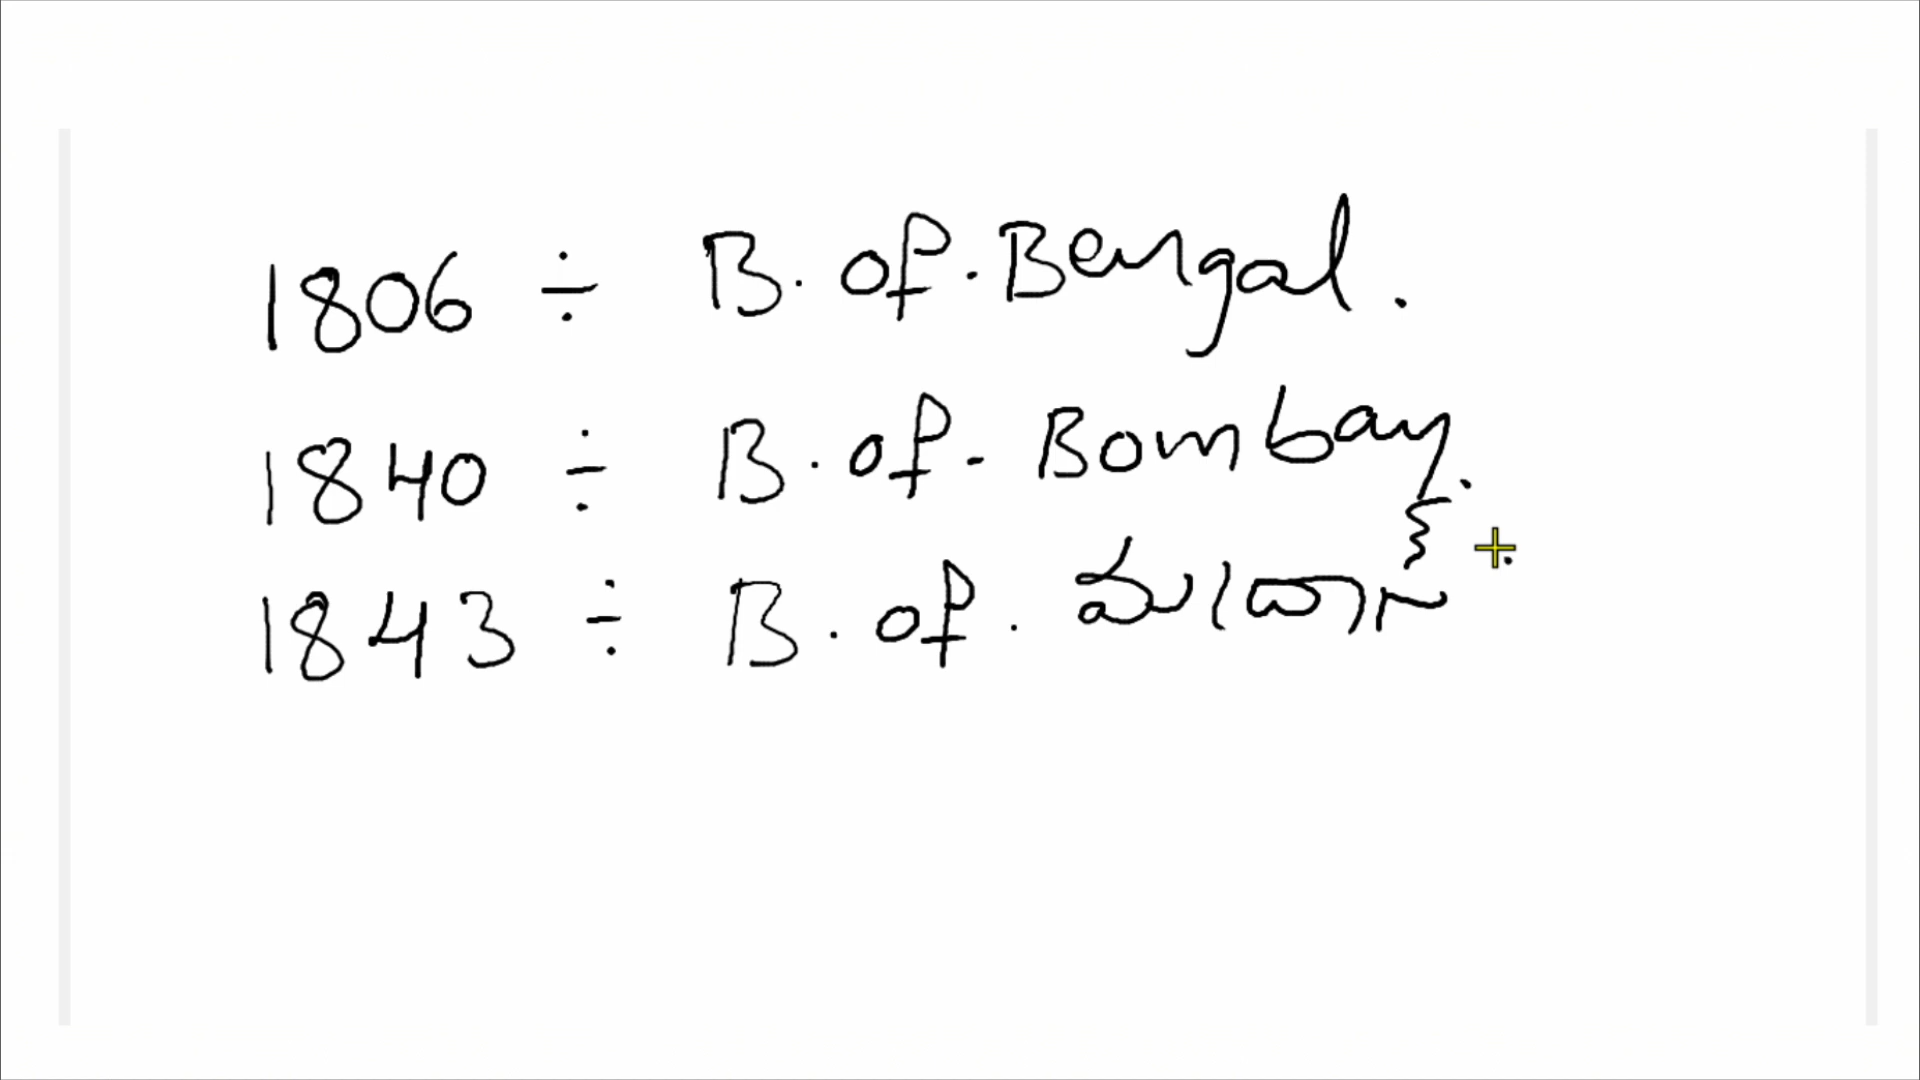 1806 ÷ B. of. Bengal.
1840 ÷ B. of - Bombay.
1843 ÷ B. of. మద్రాస్.